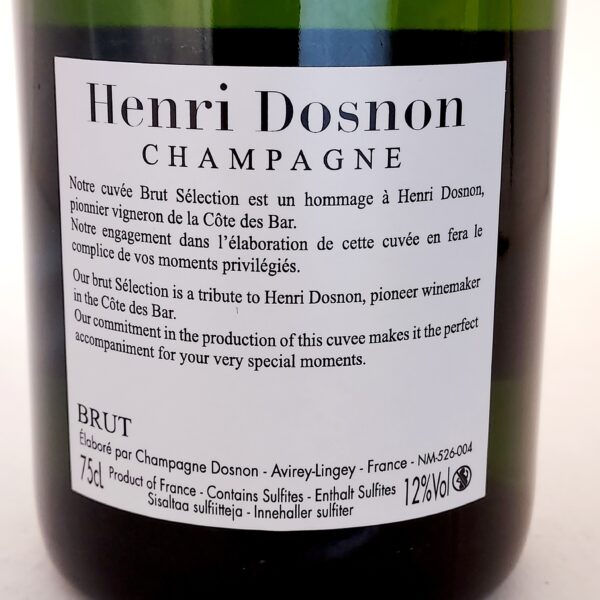 Henri Dosnon
CHAMPAGNE
Notre cuvée Brut Sélection est un hommage à Henri Dosnon,
pionnier vigneron de la Côte des Bar.
Notre engagement dans l'élaboration de cette cuvée en fera le
complice de vos moments privilégiés.
Our brut Sélection is a tribute to Henri Dosnon, pioneer winemaker
in the Côte des Bar.
Our commitment in the production of this cuvee makes it the perfect
accompaniment for your very special moments.
BRUT
Élaboré par Champagne Dosnon - Avirey-Lingey - France - NM-526-004
75cL Product of France - Contains Sulfites - Enthalt Sulfites 12%Vol
Sisaltaa sulfiitteja - Innehaller sulfiter